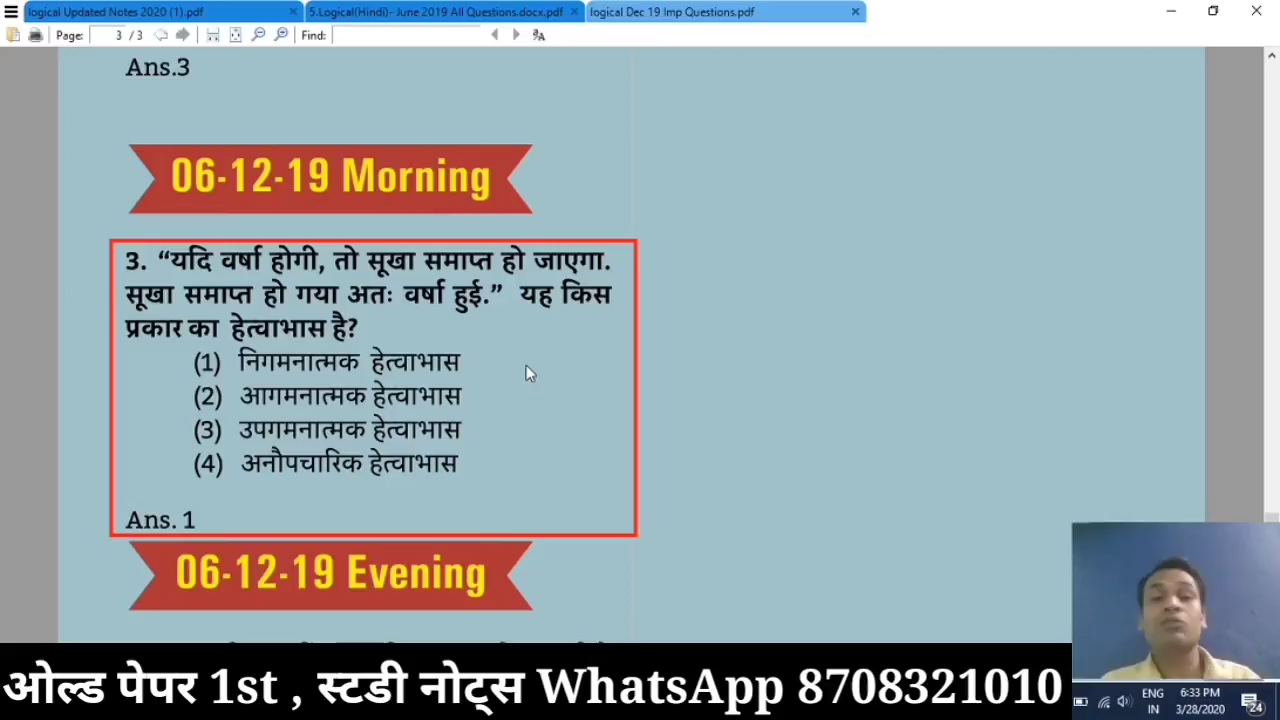 logical Updated Notes 2020 (1).pdf
5.Logical(Hindi)- June 2019 All Questions.docx.pdf
logical Dec 19 Imp Questions.pdf
Page: 3 / 3
Find:
Ans.3
06-12-19 Morning
3. “यदि वर्षा होगी, तो सूखा समाप्त हो जाएगा.
सूखा समाप्त हो गया अतः वर्षा हुई.” यह किस
प्रकार का हेत्वाभास है?
(1) निगमनात्मक हेत्वाभास
(2) आगमनात्मक हेत्वाभास
(3) उपगमनात्मक हेत्वाभास
(4) अनौपचारिक हेत्वाभास
Ans. 1
06-12-19 Evening
ओल्ड पेपर 1st , स्टडी नोट्स WhatsApp 8708321010
ENG
IN
6:33 PM
3/28/2020
24